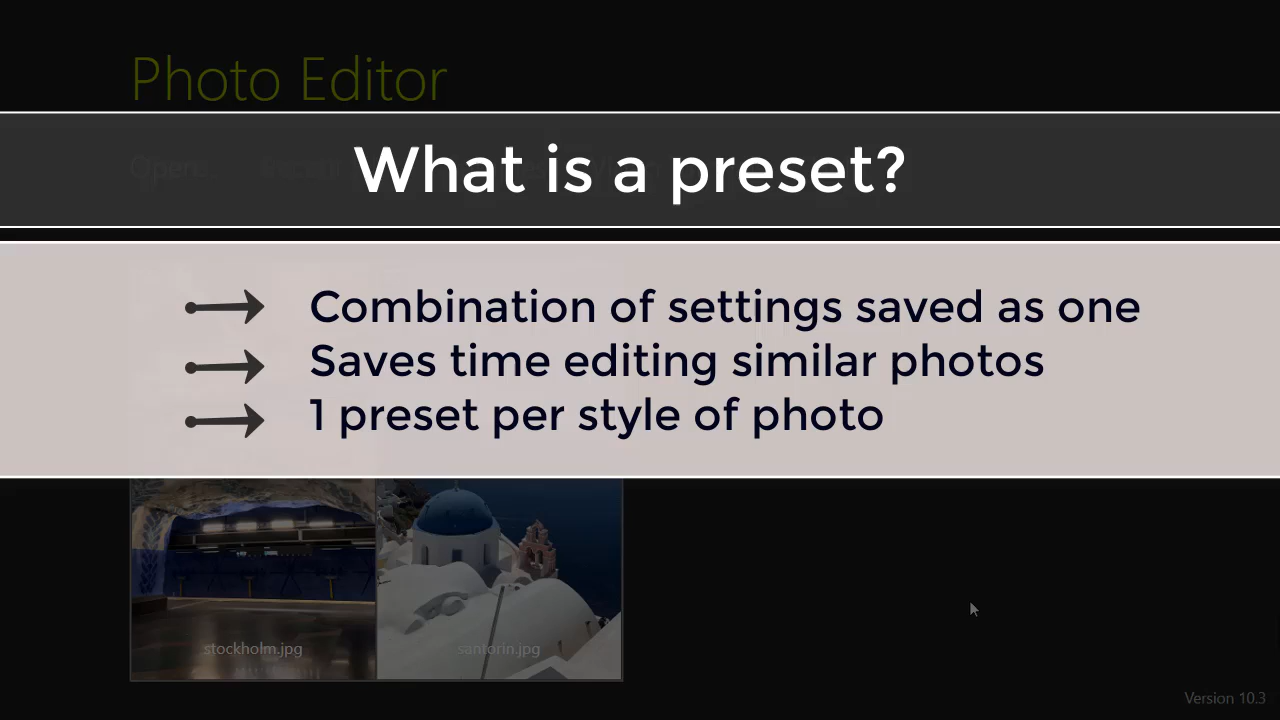 Photo Editor
What is a preset?
Combination of settings saved as one
Saves time editing similar photos
1 preset per style of photo
stockholm.jpg
santorin.jpg
Version 10.3